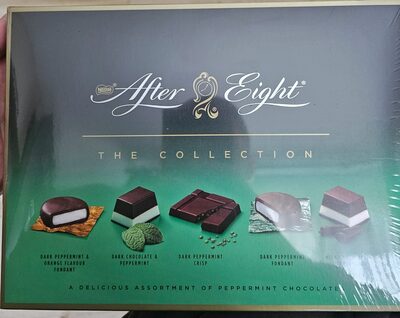 Nestlé
After Eight®
THE COLLECTION
DARK PEPPERMINT &
ORANGE FLAVOUR
FONDANT
DARK CHOCOLATE &
PEPPERMINT
DARK PEPPERMINT
CRISP
DARK PEPPERMINT
FONDANT
A DELICIOUS ASSORTMENT OF PEPPERMINT CHOCOLATE